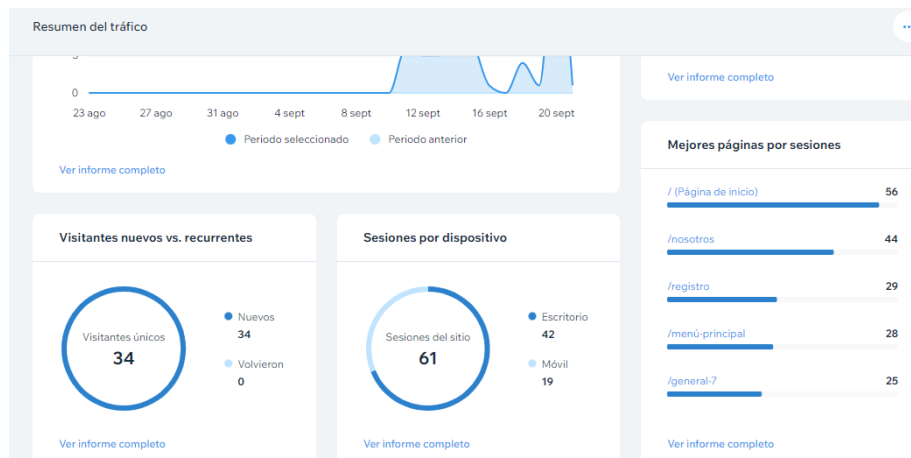 Resumen del tráfico
0
23 ago 27 ago 31 ago 4 sept 8 sept 12 sept 16 sept 20 sept
Periodo seleccionado Periodo anterior
Ver informe completo
Ver informe completo
Visitantes nuevos vs. recurrentes
Visitantes únicos
34
Nuevos
34
Volvieron
0
Ver informe completo
Sesiones por dispositivo
Sesiones del sitio
61
Escritorio
42
Móvil
19
Ver informe completo
Mejores páginas por sesiones
/ (Página de inicio) 56
/nosotros 44
/registro 29
/menú-principal 28
/general-7 25
Ver informe completo